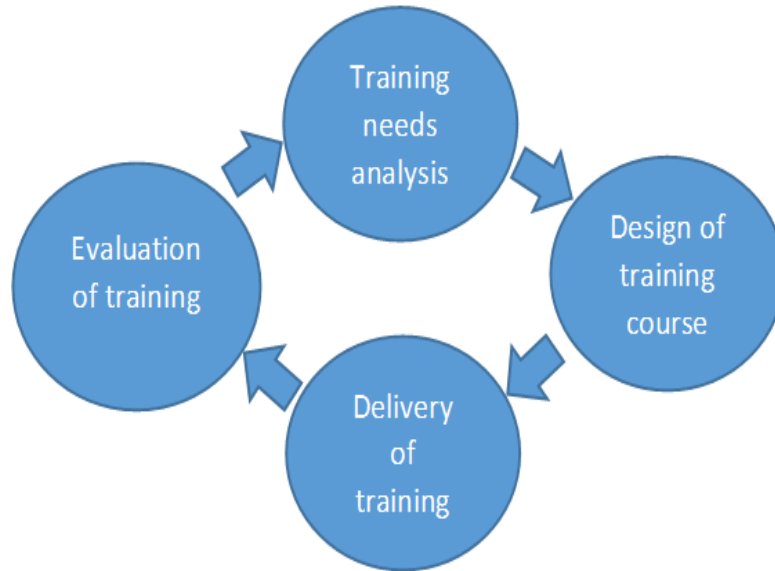 Training
needs
analysis
Design of
training
course
Delivery
of
training
Evaluation
of training